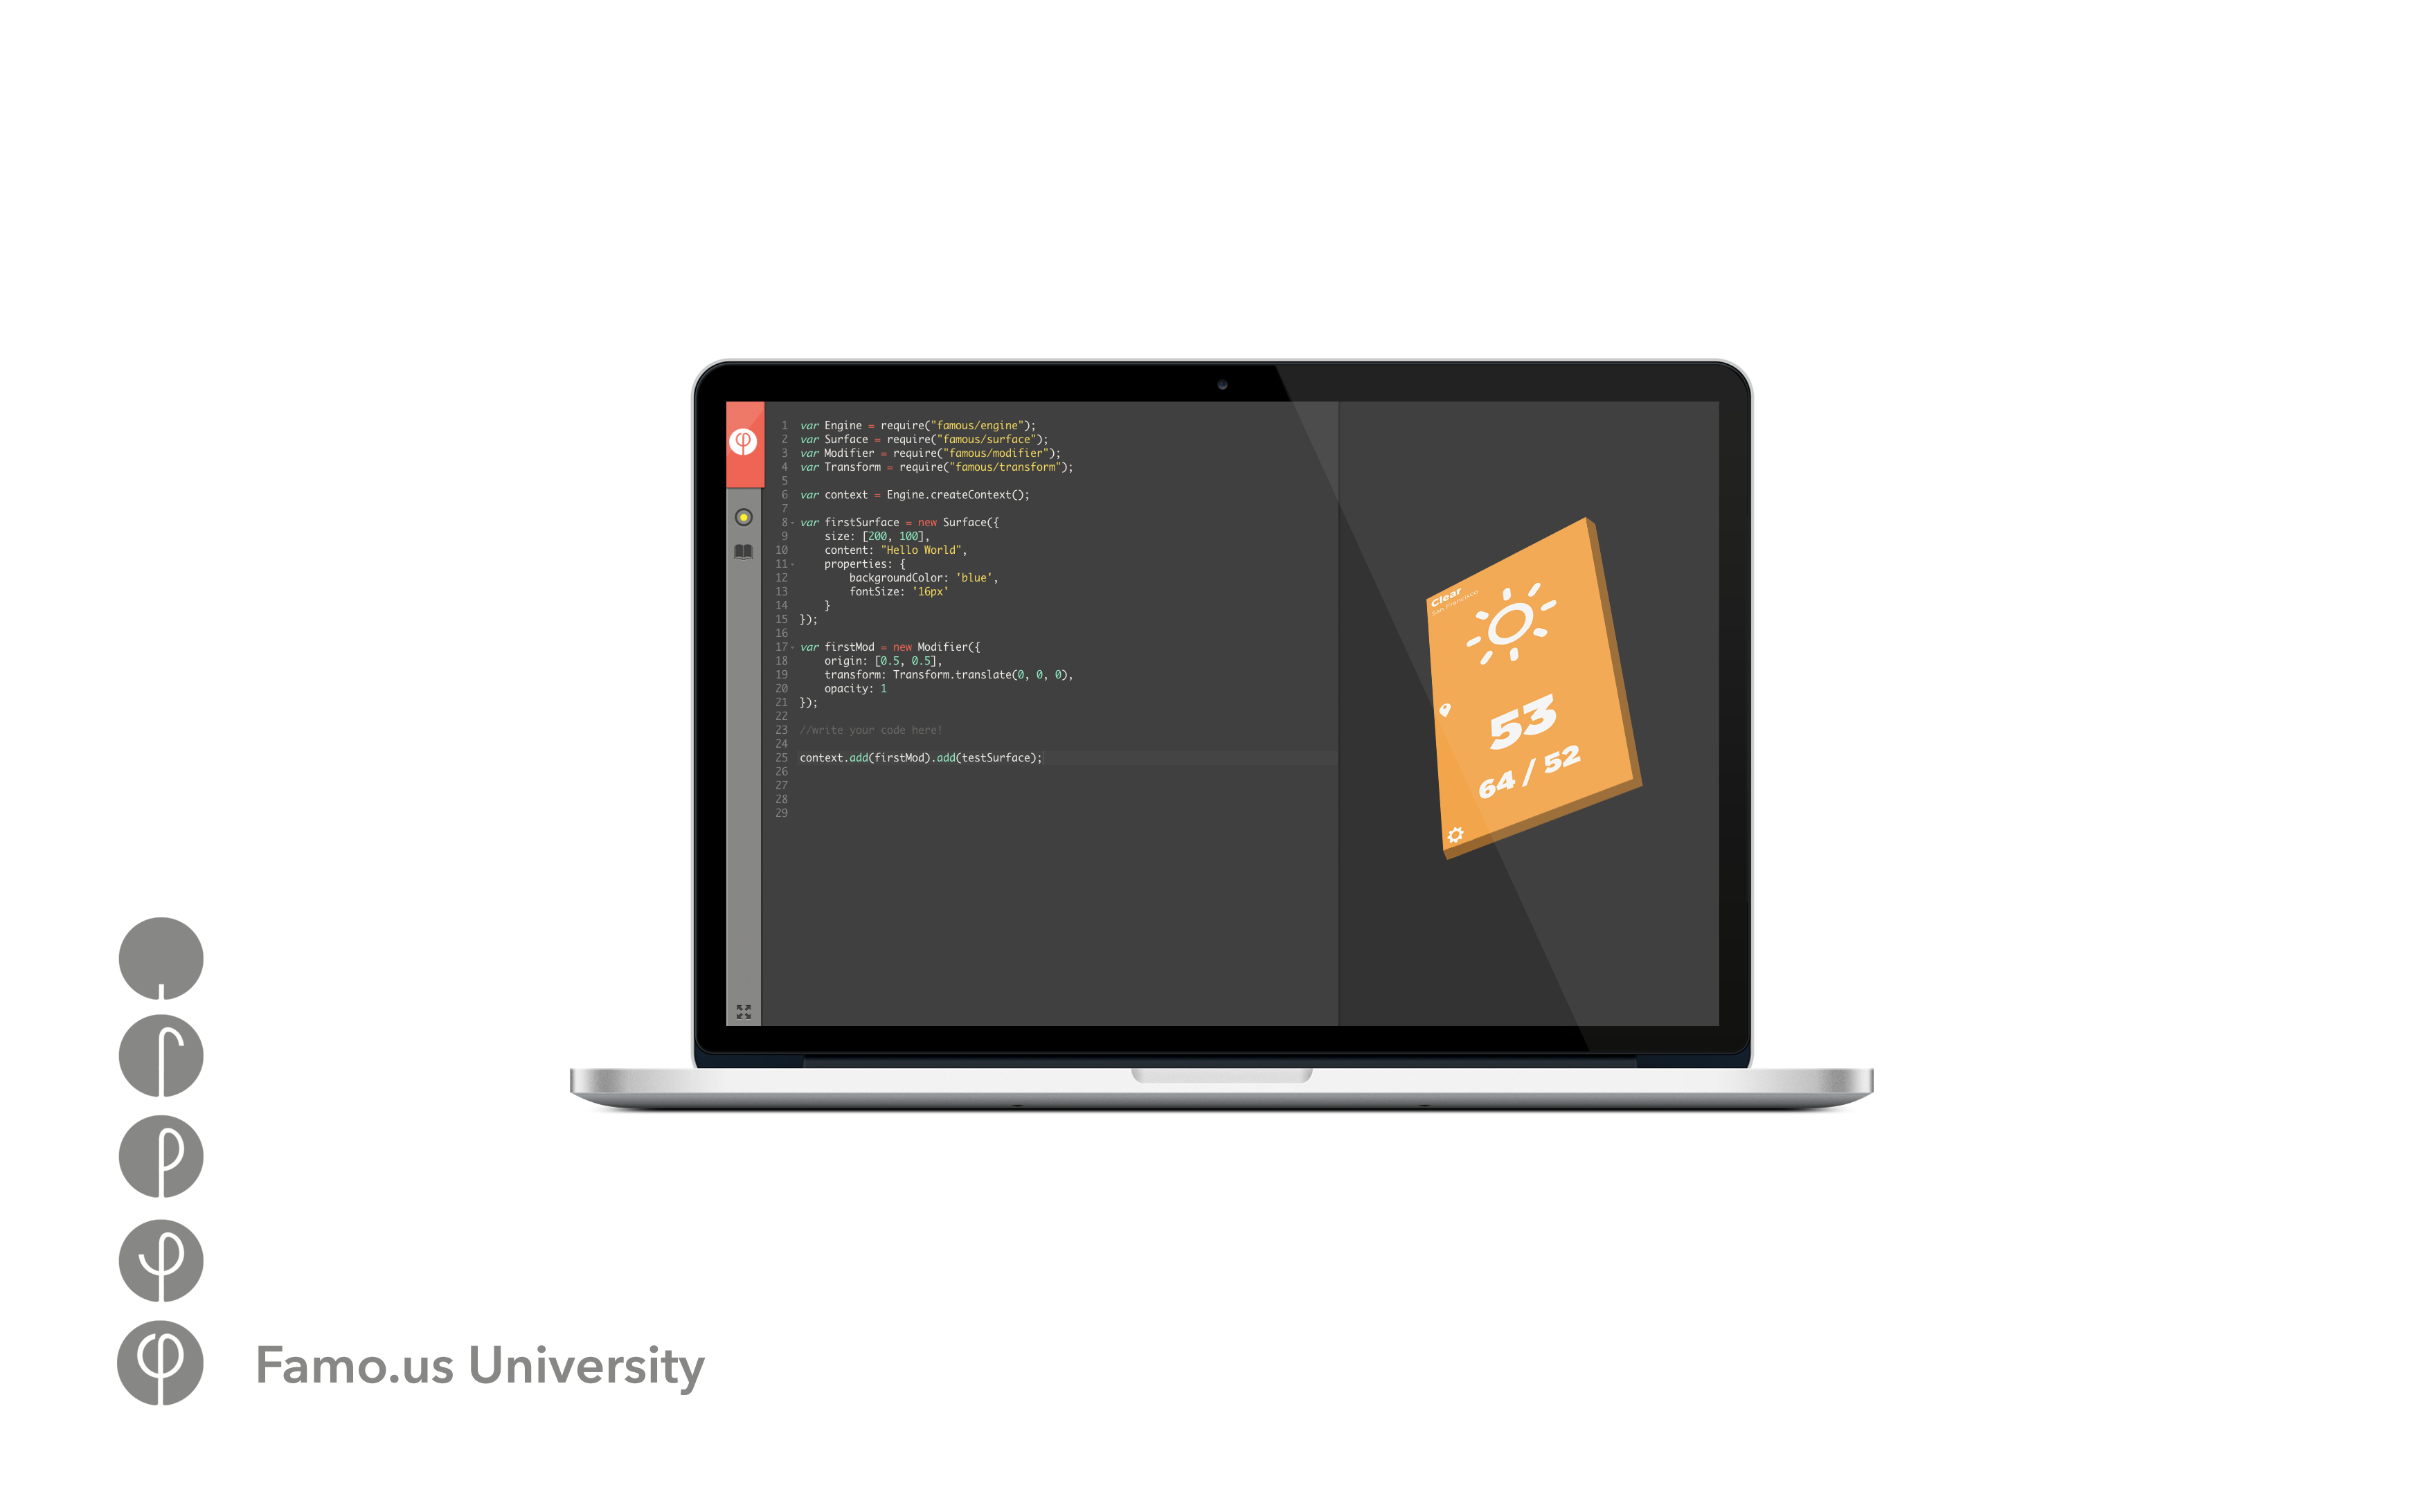 1 var Engine = require("famous/engine");
2 var Surface = require("famous/surface");
3 var Modifier = require("famous/modifier");
4 var Transform = require("famous/transform");
5
6 var context = Engine.createContext();
7
8 var firstSurface = new Surface({
9 size: [200, 100],
10 content: "Hello World",
11 properties: {
12 backgroundColor: 'blue',
13 fontSize: '16px'
14 }
15 });
16
17 var firstMod = new Modifier({
18 origin: [0.5, 0.5],
19 transform: Transform.translate(0, 0, 0),
20 opacity: 1
21 });
22
23 //write your code here!
24
25 context.add(firstMod).add(testSurface);
26
27
28
29
Clear
San Francisco
53
64 / 52
Famo.us University